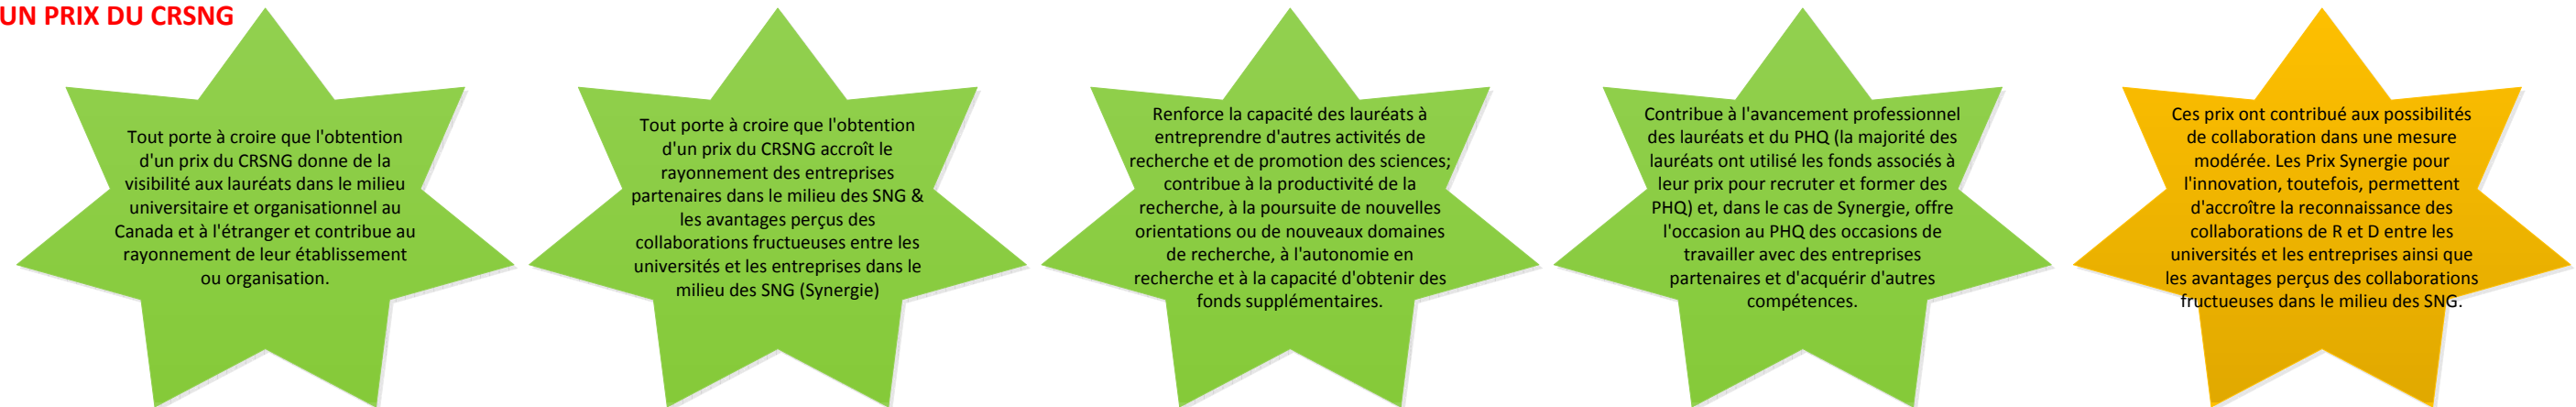 UN PRIX DU CRSNG
Tout porte à croire que l'obtention
d'un prix du CRSNG donne de la
visibilité aux lauréats dans le milieu
universitaire et organisationnel au
Canada et à l'étranger et contribue au
rayonnement de leur établissement
ou organisation.
Tout porte à croire que l'obtention
d'un prix du CRSNG accroît le
rayonnement des entreprises
partenaires dans le milieu des SNG &
les avantages perçus des
collaborations fructueuses entre les
universités et les entreprises dans le
milieu des SNG (Synergie)
Renforce la capacité des lauréats à
entreprendre d'autres activités de
recherche et de promotion des sciences;
contribue à la productivité de la
recherche, à la poursuite de nouvelles
orientations ou de nouveaux domaines
de recherche, à l'autonomie en
recherche et à la capacité d'obtenir des
fonds supplémentaires.
Contribue à l'avancement professionnel
des lauréats et du PHQ (la majorité des
lauréats ont utilisé les fonds associés à
leur prix pour recruter et former des
PHQ) et, dans le cas de Synergie, offre
l'occasion au PHQ des occasions de
travailler avec des entreprises
partenaires et d'acquérir d'autres
compétences.
Ces prix ont contribué aux possibilités
de collaboration dans une mesure
modérée. Les Prix Synergie pour
l'innovation, toutefois, permettent
d'accroître la reconnaissance des
collaborations de R et D entre les
universités et les entreprises ainsi que
les avantages perçus des collaborations
fructueuses dans le milieu des SNG.